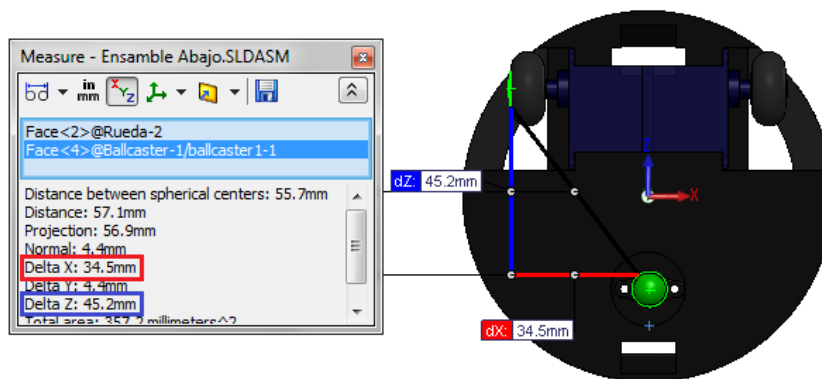 Measure - Ensamble Abajo.SLDASM
in
mm
XYZ
Face<2>@Rueda-2
Face<4>@Ballcaster-1/ballcaster1-1
Distance between spherical centers: 55.7mm
Distance: 57.1mm
Projection: 56.9mm
Normal: 4.4mm
Delta X: 34.5mm
Delta Y: 4.4mm
Delta Z: 45.2mm
Total area: 357.2 millimeters^2
dZ: 45.2mm
Z
X
dX: 34.5mm